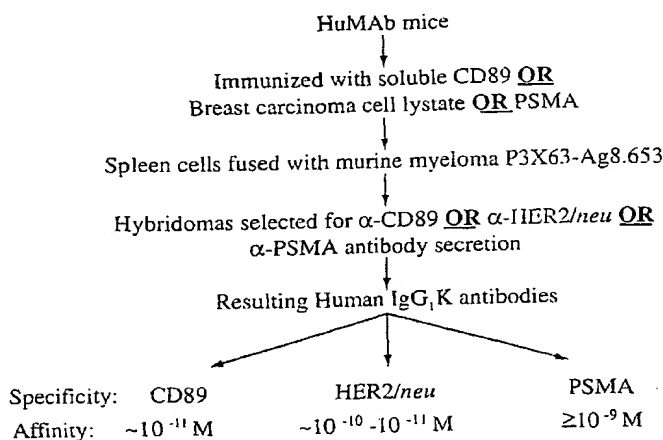 HuMAb mice
Immunized with soluble CD89 OR
Breast carcinoma cell lystate OR PSMA
Spleen cells fused with murine myeloma P3X63-Ag8.653
Hybridomas selected for α-CD89 OR α-HER2/neu OR
α-PSMA antibody secretion
Resulting Human IgG₁K antibodies
Specificity: CD89 HER2/neu PSMA
Affinity: ~10⁻¹¹ M ~10⁻¹⁰ -10⁻¹¹ M ≥10⁻⁹ M